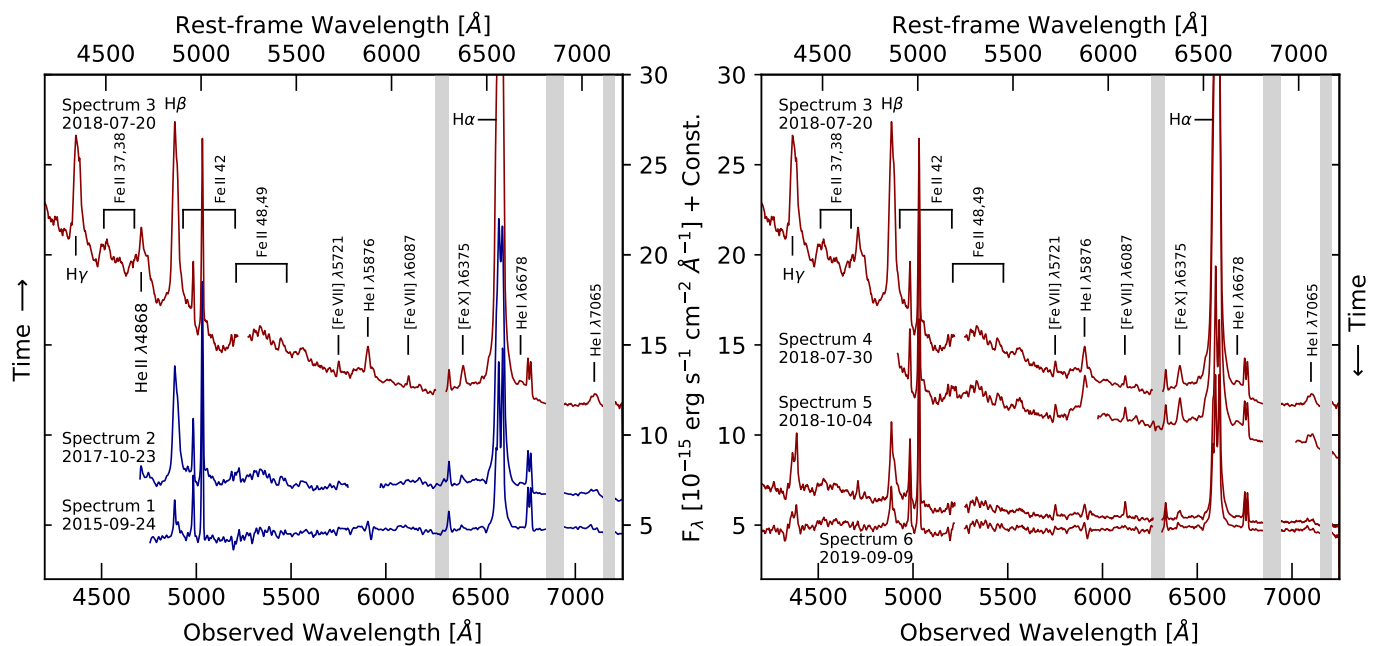 Rest-frame Wavelength [Å]
4500 5000 5500 6000 6500 7000
Spectrum 3
2018-07-20
Hβ
Hα
Fe II 37,38
Fe II 42
Fe II 48,49
Hγ
He II λ4868
[Fe VII] λ5721
He I λ5876
[Fe VII] λ6087
[Fe X] λ6375
He I λ6678
He I λ7065
Spectrum 2
2017-10-23
Spectrum 1
2015-09-24
Time →
30
25
20
15
10
5
4500 5000 5500 6000 6500 7000
Observed Wavelength [Å]
F_λ [10⁻¹⁵ erg s⁻¹ cm⁻² Å⁻¹] + Const.
Rest-frame Wavelength [Å]
4500 5000 5500 6000 6500 7000
Spectrum 3
2018-07-20
Hβ
Hα
Fe II 37,38
Fe II 42
Fe II 48,49
Hγ
[Fe VII] λ5721
He I λ5876
[Fe VII] λ6087
[Fe X] λ6375
He I λ6678
He I λ7065
Spectrum 4
2018-07-30
Spectrum 5
2018-10-04
Spectrum 6
2019-09-09
← Time
4500 5000 5500 6000 6500 7000
Observed Wavelength [Å]